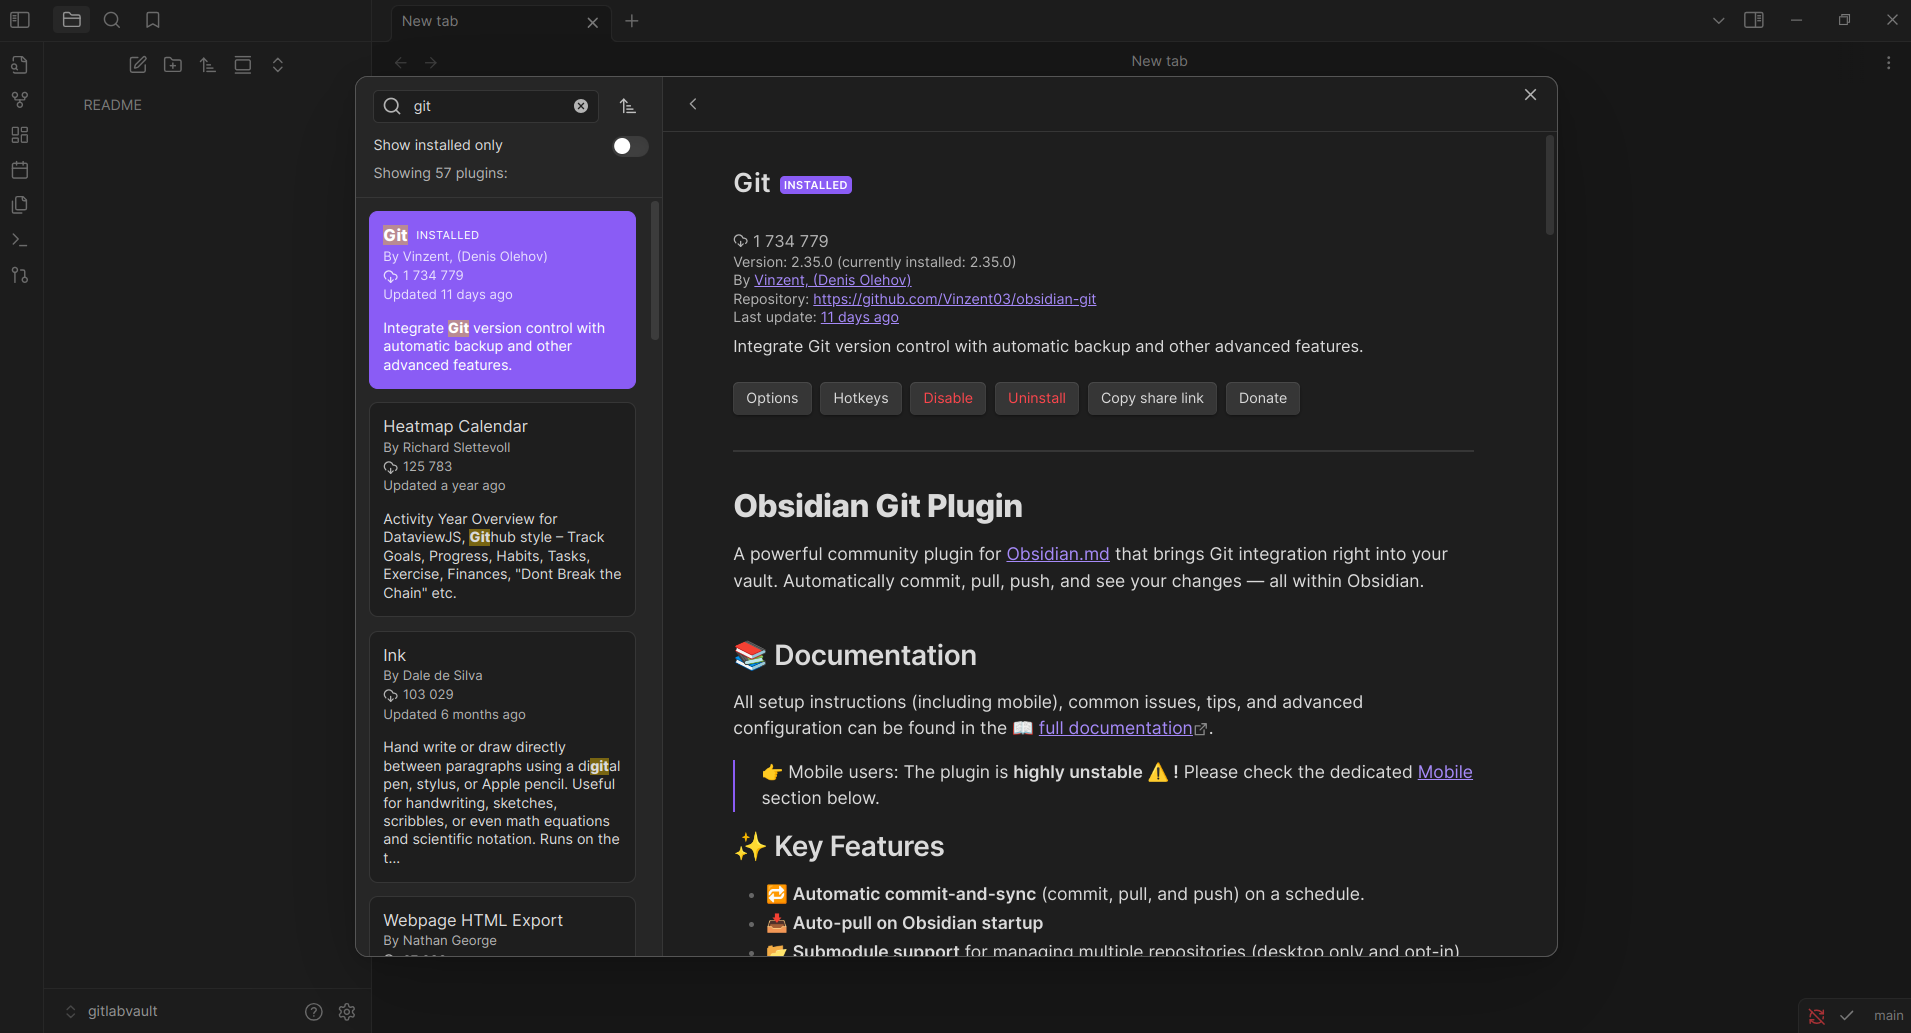 New tab
New tab
README
git
Show installed only
Showing 57 plugins:
Git INSTALLED
By Vinzent, (Denis Olehov)
1 734 779
Updated 11 days ago
Integrate Git version control with
automatic backup and other
advanced features.
Heatmap Calendar
By Richard Slettevoll
125 783
Updated a year ago
Activity Year Overview for
DataviewJS, Github style – Track
Goals, Progress, Habits, Tasks,
Exercise, Finances, "Dont Break the
Chain" etc.
Ink
By Dale de Silva
103 029
Updated 6 months ago
Hand write or draw directly
between paragraphs using a digital
pen, stylus, or Apple pencil. Useful
for handwriting, sketches,
scribbles, or even math equations
and scientific notation. Runs on the
t...
Webpage HTML Export
By Nathan George
Git INSTALLED
1 734 779
Version: 2.35.0 (currently installed: 2.35.0)
By Vinzent, (Denis Olehov)
Repository: https://github.com/Vinzent03/obsidian-git
Last update: 11 days ago
Integrate Git version control with automatic backup and other advanced features.
Options Hotkeys Disable Uninstall Copy share link Donate
Obsidian Git Plugin
A powerful community plugin for Obsidian.md that brings Git integration right into your
vault. Automatically commit, pull, push, and see your changes — all within Obsidian.
📚 Documentation
All setup instructions (including mobile), common issues, tips, and advanced
configuration can be found in the 📖 full documentation.
👉 Mobile users: The plugin is highly unstable ⚠️ ! Please check the dedicated Mobile
section below.
✨ Key Features
• 🔁 Automatic commit-and-sync (commit, pull, and push) on a schedule.
• 📥 Auto-pull on Obsidian startup
• 📂 Submodule support for managing multiple repositories (desktop only and opt-in)
gitlabvault
main